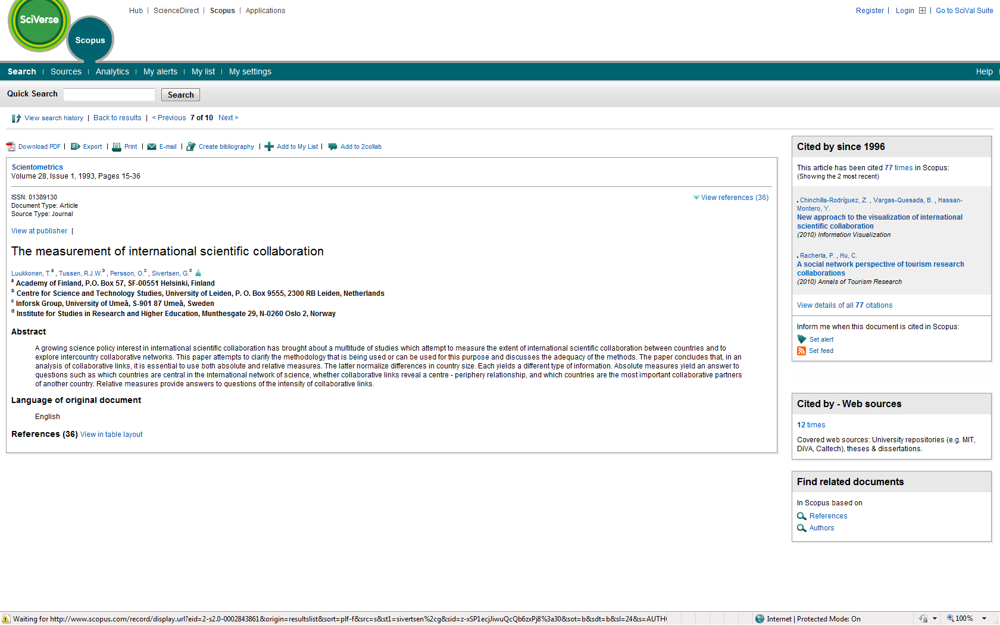 SciVerse
Scopus
Hub | ScienceDirect | Scopus | Applications
Register | Login | Go to SciVal Suite
Search | Sources | Analytics | My alerts | My list | My settings
Help
Quick Search Search
View search history | Back to results | < Previous 7 of 10 Next >
Download PDF | Export | Print | E-mail | Create bibliography | Add to My List | Add to 2collab
Scientometrics
Volume 28, Issue 1, 1993, Pages 15-36
ISSN: 01389130
Document Type: Article
Source Type: Journal
View references (36)
View at publisher |
The measurement of international scientific collaboration
Luukkonen, T.a , Tussen, R.J.W.b , Persson, O.c , Sivertsen, G.d
a Academy of Finland, P.O. Box 57, SF-00551 Helsinki, Finland
b Centre for Science and Technology Studies, University of Leiden, P. O. Box 9555, 2300 RB Leiden, Netherlands
c Inforsk Group, University of Umeå, S-901 87 Umeå, Sweden
d Institute for Studies in Research and Higher Education, Munthesgate 29, N-0260 Oslo 2, Norway
Abstract
A growing science policy interest in international scientific collaboration has brought about a multitude of studies which attempt to measure the extent of international scientific collaboration between countries and to
explore intercountry collaborative networks. This paper attempts to clarify the methodology that is being used or can be used for this purpose and discusses the adequacy of the methods. The paper concludes that, in an
analysis of collaborative links, it is essential to use both absolute and relative measures. The latter normalize differences in country size. Each yields a different type of information. Absolute measures yield an answer to
questions such as which countries are central in the international network of science, whether collaborative links reveal a centre - periphery relationship, and which countries are the most important collaborative partners
of another country. Relative measures provide answers to questions of the intensity of collaborative links.
Language of original document
English
References (36) View in table layout
Cited by since 1996
This article has been cited 77 times in Scopus:
(Showing the 2 most recent)
Chinchilla-Rodríguez, Z. , Vargas-Quesada, B. , Hassan-
Montero, Y.
New approach to the visualization of international
scientific collaboration
(2010) Information Visualization
Racherla, P. , Hu, C.
A social network perspective of tourism research
collaborations
(2010) Annals of Tourism Research
View details of all 77 citations
Inform me when this document is cited in Scopus:
Set alert
Set feed
Cited by - Web sources
12 times
Covered web sources: University repositories (e.g. MIT,
DiVA, Caltech), theses & dissertations.
Find related documents
In Scopus based on
References
Authors
Waiting for http://www.scopus.com/record/display.url?eid=2-s2.0-0002843861&origin=resultslist&sort=plf-f&src=s&st1=sivertsen%2cg&sid=z-xSP1ecjJiwuQcQb6zxPj8%3a30&sot=b&sdt=b&sl=24&s=AUTH(
Internet | Protected Mode: On
100%